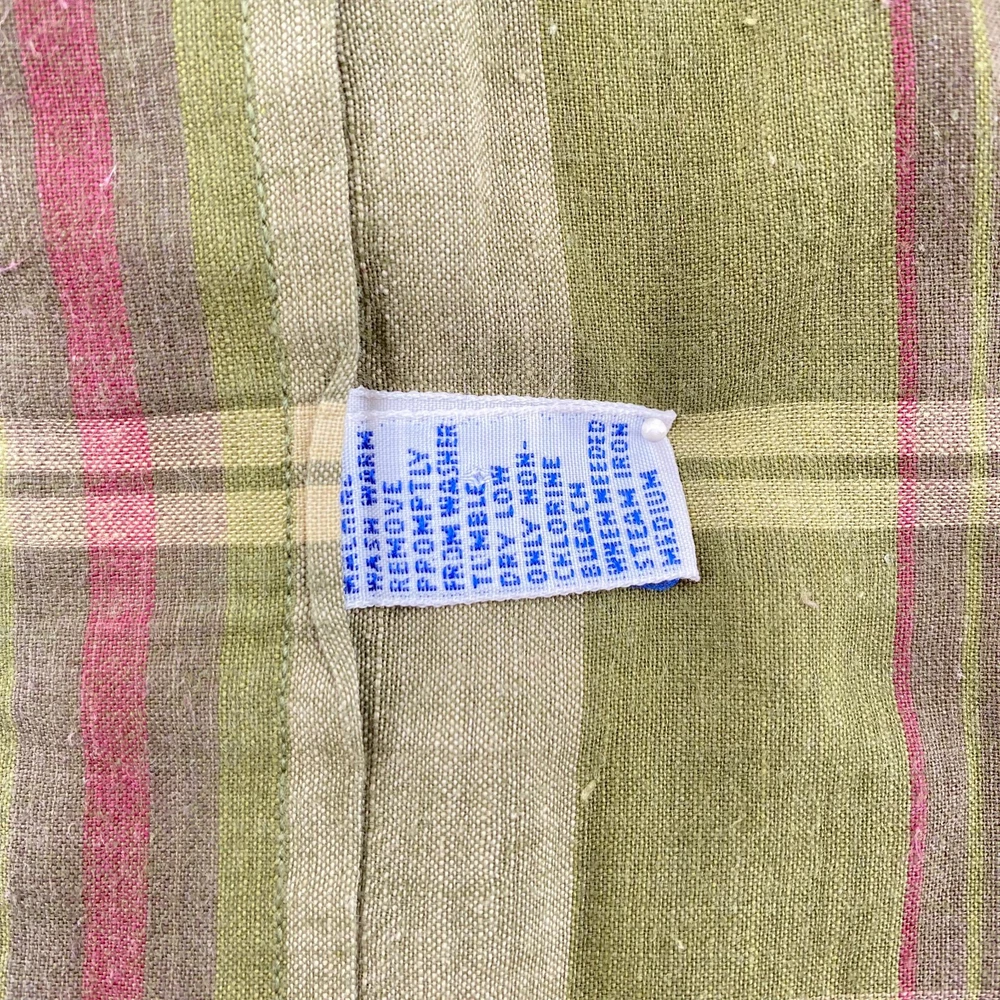 WASH WARM
REMOVE
PROMPTLY
FROM WASHER
TUMBLE
DRY LOW
ONLY NON-
CHLORINE
BLEACH
WHEN NEEDED
STEAM IRON
MEDIUM